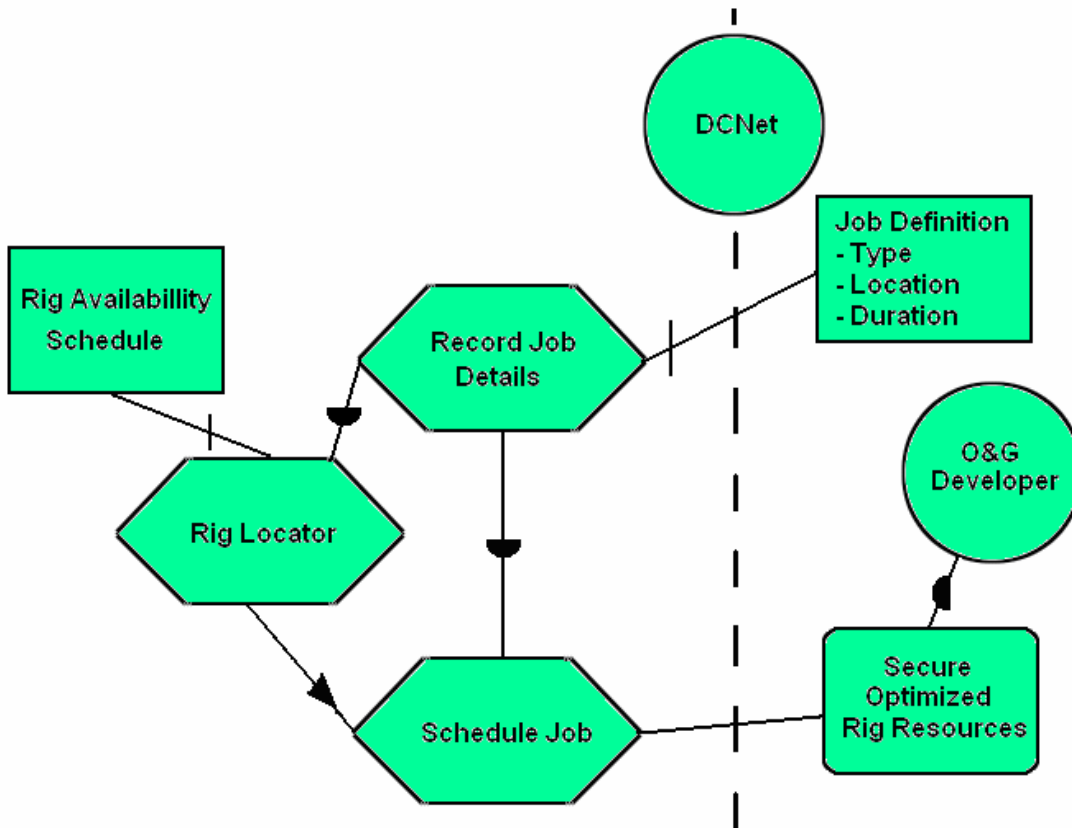 DCNet
Job Definition
- Type
- Location
- Duration
Rig Availabillity
Schedule
Record Job
Details
O&G
Developer
Rig Locator
Secure
Optimized
Rig Resources
Schedule Job